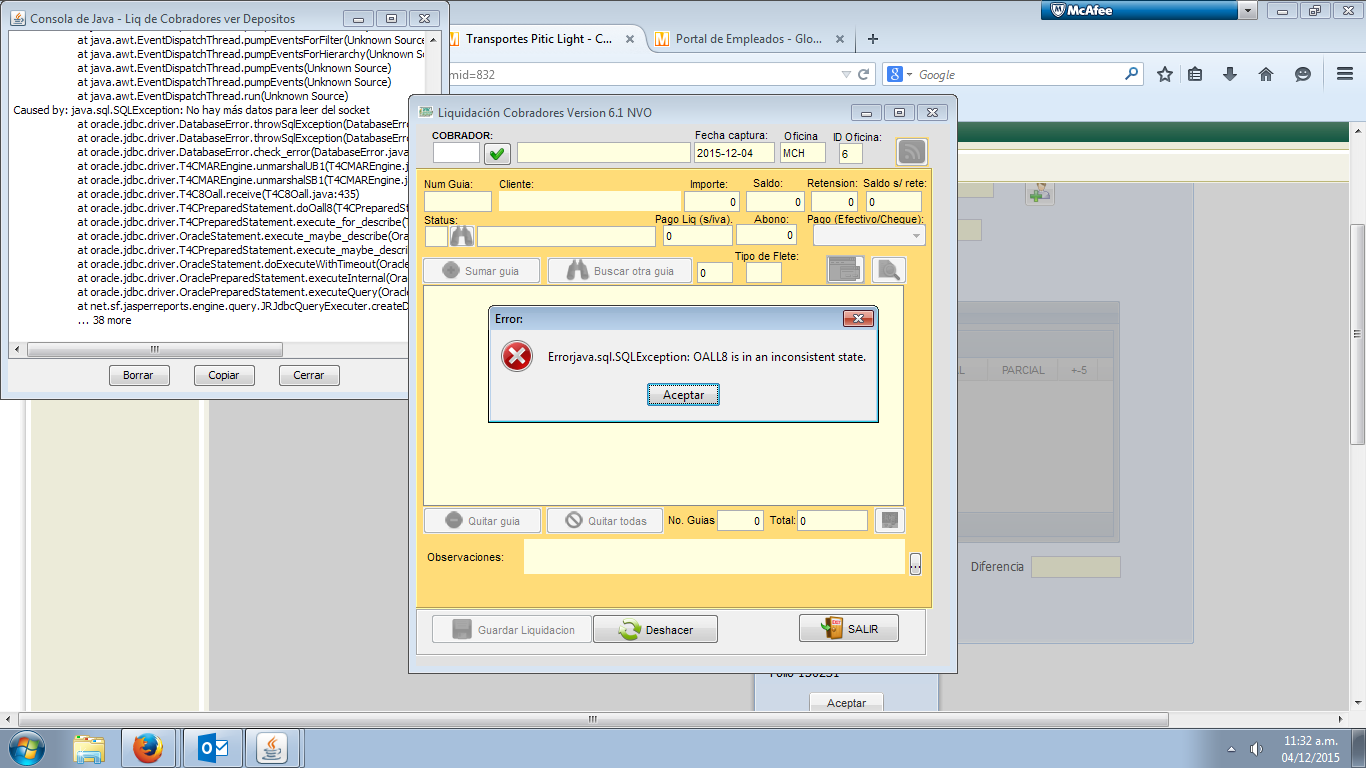 Consola de Java - Liq de Cobradores ver Depositos
at java.awt.EventDispatchThread.pumpEventsForFilter(Unknown Source
at java.awt.EventDispatchThread.pumpEventsForHierarchy(Unknown So
at java.awt.EventDispatchThread.pumpEvents(Unknown Source)
at java.awt.EventDispatchThread.pumpEvents(Unknown Source)
at java.awt.EventDispatchThread.run(Unknown Source)
Caused by: java.sql.SQLException: No hay más datos para leer del socket
at oracle.jdbc.driver.DatabaseError.throwSqlException(DatabaseErro
at oracle.jdbc.driver.DatabaseError.throwSqlException(DatabaseErro
at oracle.jdbc.driver.DatabaseError.check_error(DatabaseError.java
at oracle.jdbc.driver.T4CMAREngine.unmarshalUB1(T4CMAREngine.j
at oracle.jdbc.driver.T4CMAREngine.unmarshalSB1(T4CMAREngine.j
at oracle.jdbc.driver.T4C8Oall.receive(T4C8Oall.java:435)
at oracle.jdbc.driver.T4CPreparedStatement.doOall8(T4CPreparedSt
at oracle.jdbc.driver.T4CPreparedStatement.execute_for_describe(T
at oracle.jdbc.driver.OracleStatement.execute_maybe_describe(Orac
at oracle.jdbc.driver.T4CPreparedStatement.execute_maybe_describe
at oracle.jdbc.driver.OracleStatement.doExecuteWithTimeout(Oracle
at oracle.jdbc.driver.OraclePreparedStatement.executeInternal(Orac
at oracle.jdbc.driver.OraclePreparedStatement.executeQuery(Oracle
at net.sf.jasperreports.engine.query.JRJdbcQueryExecuter.createD
... 38 more
Borrar Copiar Cerrar
McAfee
Transportes Pitic Light - C... Portal de Empleados - Glo...
mid=832
Google
Liquidación Cobradores Version 6.1 NVO
COBRADOR: Fecha captura: Oficina ID Oficina:
2015-12-04 MCH 6
Num Guia: Cliente: Importe: Saldo: Retension: Saldo s/ rete:
0 0 0 0
Status: Pago Liq (s/iva). Abono: Pago (Efectivo/Cheque):
0 0
Tipo de Flete:
Sumar guia Buscar otra guia 0
Error:
Errorjava.sql.SQLException: OALL8 is in an inconsistent state.
Aceptar
Quitar guia Quitar todas No. Guias 0 Total: 0
Observaciones:
...
Guardar Liquidacion Deshacer SALIR
L PARCIAL +-5
Diferencia
Aceptar
11:32 a.m.
04/12/2015